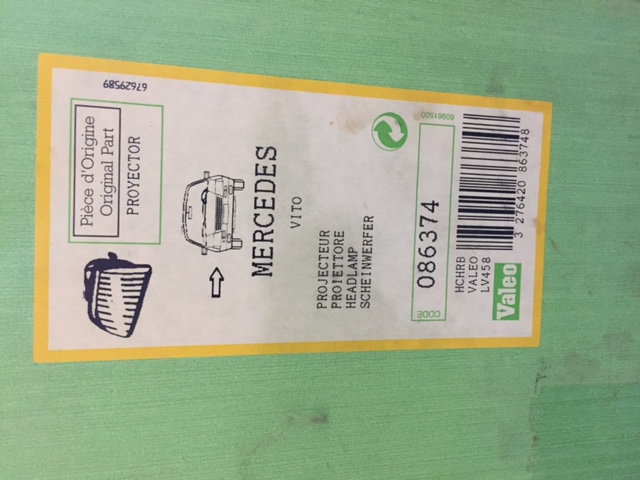 67629589
Pièce d'Origine
Original Part
PROYECTOR
MERCEDES
VITO
PROJECTEUR
PROIETTORE
HEADLAMP
SCHEINWERFER
60961500
CODE
086374
HCHRB
VALEO
LV458
3 276420 863748
Valeo